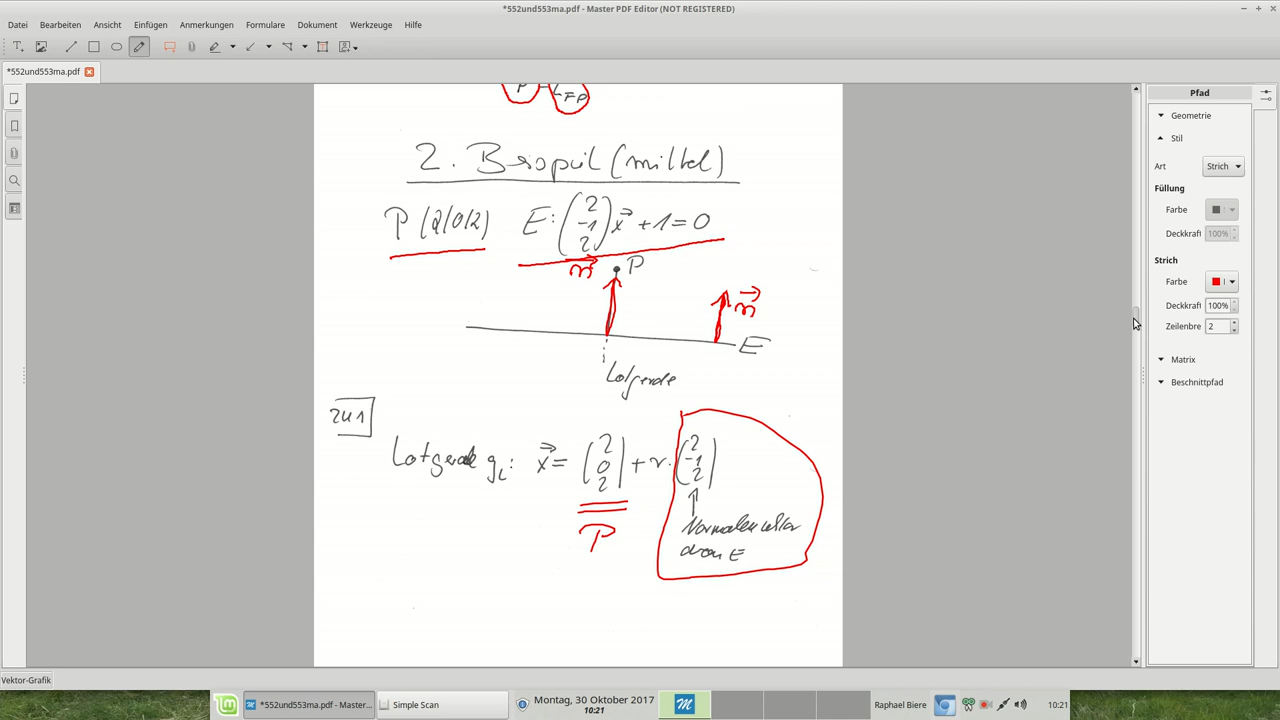 *552und553ma.pdf - Master PDF Editor (NOT REGISTERED)
Datei Bearbeiten Ansicht Einfügen Anmerkungen Formulare Dokument Werkzeuge Hilfe
*552und553ma.pdf
P = LFP
2. Beispiel (mittel)
P (2|0|2) E: (2 -1 2) x⃗ + 1 = 0
n⃗ P
n⃗
E
Lotgerade
zu 1
Lotgerade gL: x⃗ = (2 0 2) + r · (2 -1 2)
P
Normalenvektor
von E
Pfad
Geometrie
Stil
Art Strich
Füllung
Farbe
Deckkraft 100%
Strich
Farbe
Deckkraft 100%
Zeilenbre 2
Matrix
Beschnittpfad
Vektor-Grafik
*552und553ma.pdf - Master... Simple Scan Montag, 30 Oktober 2017 Raphael Biere 10:21
10:21